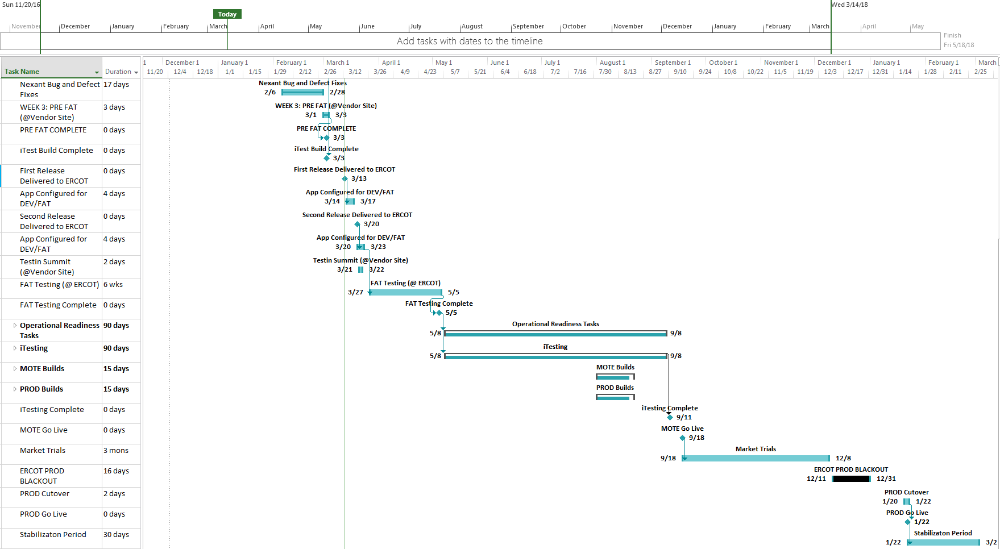 Sun 11/20/16
Wed 3/14/18
Today
November December January February March April May June July August September October November December January February March April May
Add tasks with dates to the timeline
Finish
Fri 5/18/18
1 December 1 January 1 February 1 March 1 April 1 May 1 June 1 July 1 August 1 September 1 October 1 November 1 December 1 January 1 February 1 March 1
Task Name Duration
11/20 12/4 12/18 1/1 1/15 1/29 2/12 2/26 3/12 3/26 4/9 4/23 5/7 5/21 6/4 6/18 7/2 7/16 7/30 8/13 8/27 9/10 9/24 10/8 10/22 11/5 11/19 12/3 12/17 12/31 1/14 1/28 2/11 2/25
Nexant Bug and Defect 17 days
Fixes
Nexant Bug and Defect Fixes
2/6 2/28
WEEK 3: PRE FAT 3 days
(@Vendor Site)
WEEK 3: PRE FAT (@Vendor Site)
3/1 3/3
PRE FAT COMPLETE 0 days
PRE FAT COMPLETE
3/3
iTest Build Complete 0 days
iTest Build Complete
3/3
First Release 0 days
Delivered to ERCOT
First Release Delivered to ERCOT
3/13
App Configured for 4 days
DEV/FAT
App Configured for DEV/FAT
3/14 3/17
Second Release 0 days
Delivered to ERCOT
Second Release Delivered to ERCOT
3/20
App Configured for 4 days
DEV/FAT
App Configured for DEV/FAT
3/20 3/23
Testin Summit 2 days
(@Vendor Site)
Testin Summit (@Vendor Site)
3/21 3/22
FAT Testing (@ ERCOT) 6 wks
FAT Testing (@ ERCOT)
3/27 5/5
FAT Testing Complete 0 days
FAT Testing Complete
5/5
Operational Readiness 90 days
Tasks
Operational Readiness Tasks
5/8 9/8
iTesting 90 days
iTesting
5/8 9/8
MOTE Builds 15 days
MOTE Builds
PROD Builds 15 days
PROD Builds
iTesting Complete 0 days
iTesting Complete
9/11
MOTE Go Live 0 days
MOTE Go Live
9/18
Market Trials 3 mons
Market Trials
9/18 12/8
ERCOT PROD 16 days
BLACKOUT
ERCOT PROD BLACKOUT
12/11 12/31
PROD Cutover 2 days
PROD Cutover
1/20 1/22
PROD Go Live 0 days
PROD Go Live
1/22
Stabilizaton Period 30 days
Stabilizaton Period
1/22 3/2